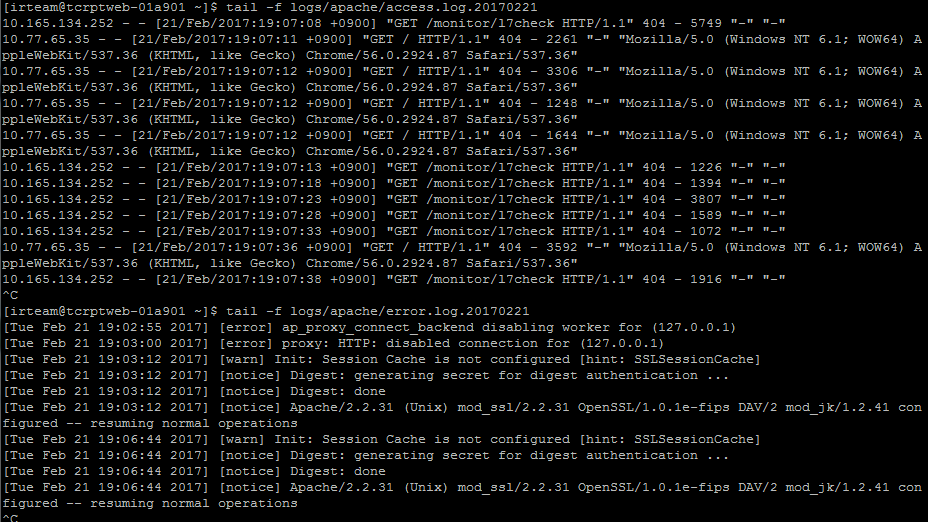 [irteam@tcrptweb-01a901 ~]$ tail -f logs/apache/access.log.20170221
10.165.134.252 - - [21/Feb/2017:19:07:08 +0900] "GET /monitor/l7check HTTP/1.1" 404 - 5749 "-" "-"
10.77.65.35 - - [21/Feb/2017:19:07:11 +0900] "GET / HTTP/1.1" 404 - 2261 "-" "Mozilla/5.0 (Windows NT 6.1; WOW64) A
ppleWebKit/537.36 (KHTML, like Gecko) Chrome/56.0.2924.87 Safari/537.36"
10.77.65.35 - - [21/Feb/2017:19:07:12 +0900] "GET / HTTP/1.1" 404 - 3306 "-" "Mozilla/5.0 (Windows NT 6.1; WOW64) A
ppleWebKit/537.36 (KHTML, like Gecko) Chrome/56.0.2924.87 Safari/537.36"
10.77.65.35 - - [21/Feb/2017:19:07:12 +0900] "GET / HTTP/1.1" 404 - 1248 "-" "Mozilla/5.0 (Windows NT 6.1; WOW64) A
ppleWebKit/537.36 (KHTML, like Gecko) Chrome/56.0.2924.87 Safari/537.36"
10.77.65.35 - - [21/Feb/2017:19:07:12 +0900] "GET / HTTP/1.1" 404 - 1644 "-" "Mozilla/5.0 (Windows NT 6.1; WOW64) A
ppleWebKit/537.36 (KHTML, like Gecko) Chrome/56.0.2924.87 Safari/537.36"
10.165.134.252 - - [21/Feb/2017:19:07:13 +0900] "GET /monitor/l7check HTTP/1.1" 404 - 1226 "-" "-"
10.165.134.252 - - [21/Feb/2017:19:07:18 +0900] "GET /monitor/l7check HTTP/1.1" 404 - 1394 "-" "-"
10.165.134.252 - - [21/Feb/2017:19:07:23 +0900] "GET /monitor/l7check HTTP/1.1" 404 - 3807 "-" "-"
10.165.134.252 - - [21/Feb/2017:19:07:28 +0900] "GET /monitor/l7check HTTP/1.1" 404 - 1589 "-" "-"
10.165.134.252 - - [21/Feb/2017:19:07:33 +0900] "GET /monitor/l7check HTTP/1.1" 404 - 1072 "-" "-"
10.77.65.35 - - [21/Feb/2017:19:07:36 +0900] "GET / HTTP/1.1" 404 - 3592 "-" "Mozilla/5.0 (Windows NT 6.1; WOW64) A
ppleWebKit/537.36 (KHTML, like Gecko) Chrome/56.0.2924.87 Safari/537.36"
10.165.134.252 - - [21/Feb/2017:19:07:38 +0900] "GET /monitor/l7check HTTP/1.1" 404 - 1916 "-" "-"
^C
[irteam@tcrptweb-01a901 ~]$ tail -f logs/apache/error.log.20170221
[Tue Feb 21 19:02:55 2017] [error] ap_proxy_connect_backend disabling worker for (127.0.0.1)
[Tue Feb 21 19:03:00 2017] [error] proxy: HTTP: disabled connection for (127.0.0.1)
[Tue Feb 21 19:03:12 2017] [warn] Init: Session Cache is not configured [hint: SSLSessionCache]
[Tue Feb 21 19:03:12 2017] [notice] Digest: generating secret for digest authentication ...
[Tue Feb 21 19:03:12 2017] [notice] Digest: done
[Tue Feb 21 19:03:12 2017] [notice] Apache/2.2.31 (Unix) mod_ssl/2.2.31 OpenSSL/1.0.1e-fips DAV/2 mod_jk/1.2.41 con
figured -- resuming normal operations
[Tue Feb 21 19:06:44 2017] [warn] Init: Session Cache is not configured [hint: SSLSessionCache]
[Tue Feb 21 19:06:44 2017] [notice] Digest: generating secret for digest authentication ...
[Tue Feb 21 19:06:44 2017] [notice] Digest: done
[Tue Feb 21 19:06:44 2017] [notice] Apache/2.2.31 (Unix) mod_ssl/2.2.31 OpenSSL/1.0.1e-fips DAV/2 mod_jk/1.2.41 con
figured -- resuming normal operations
^C